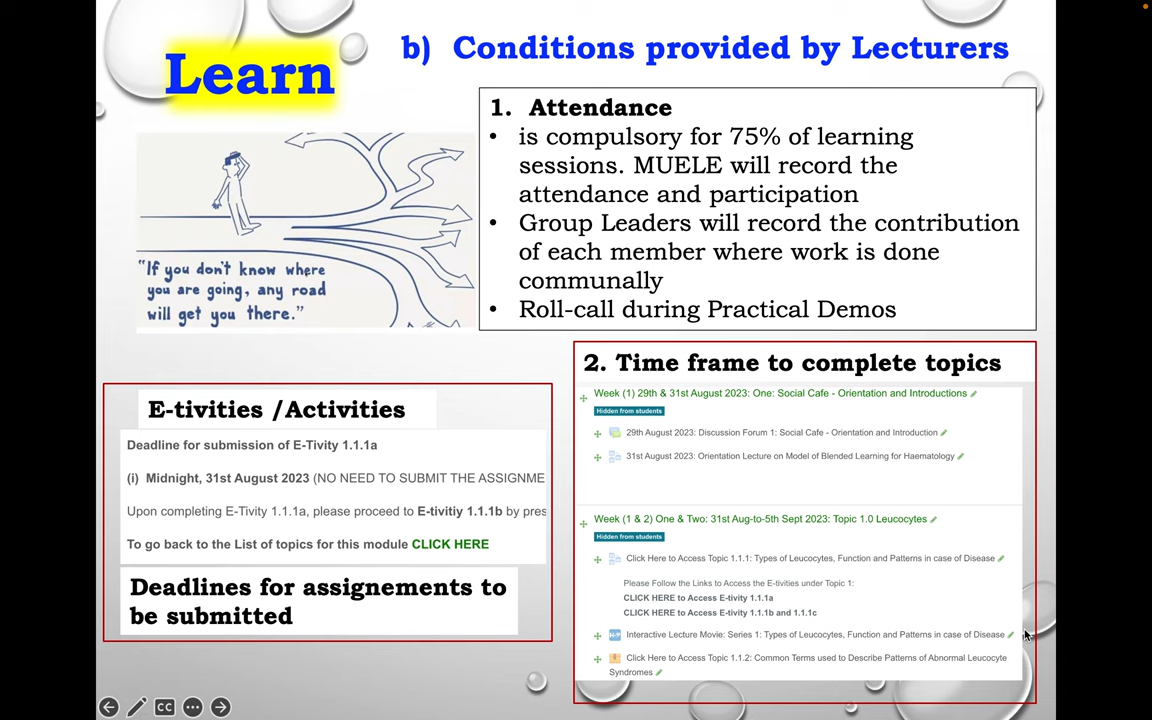 Learn
b) Conditions provided by Lecturers
1. Attendance
• is compulsory for 75% of learning
sessions. MUELE will record the
attendance and participation
• Group Leaders will record the contribution
of each member where work is done
communally
• Roll-call during Practical Demos
"If you don't know where
you are going, any road
will get you there."
E-tivities /Activities
Deadline for submission of E-Tivity 1.1.1a
(i) Midnight, 31st August 2023 (NO NEED TO SUBMIT THE ASSIGNME
Upon completing E-Tivity 1.1.1a, please proceed to E-tivitiy 1.1.1b by pres
To go back to the List of topics for this module CLICK HERE
Deadlines for assignements to
be submitted
2. Time frame to complete topics
Week (1) 29th & 31st August 2023: One: Social Cafe - Orientation and Introductions
Hidden from students
29th August 2023: Discussion Forum 1: Social Cafe - Orientation and Introduction
31st August 2023: Orientation Lecture on Model of Blended Learning for Haematology
Week (1 & 2) One & Two: 31st Aug-to-5th Sept 2023: Topic 1.0 Leucocytes
Hidden from students
Click Here to Access Topic 1.1.1: Types of Leucocytes, Function and Patterns in case of Disease
Please Follow the Links to Access the E-tivities under Topic 1:
CLICK HERE to Access E-tivity 1.1.1a
CLICK HERE to Access E-tivity 1.1.1b and 1.1.1c
Interactive Lecture Movie: Series 1: Types of Leucocytes, Function and Patterns in case of Disease
Click Here to Access Topic 1.1.2: Common Terms used to Describe Patterns of Abnormal Leucocyte
Syndromes
CC